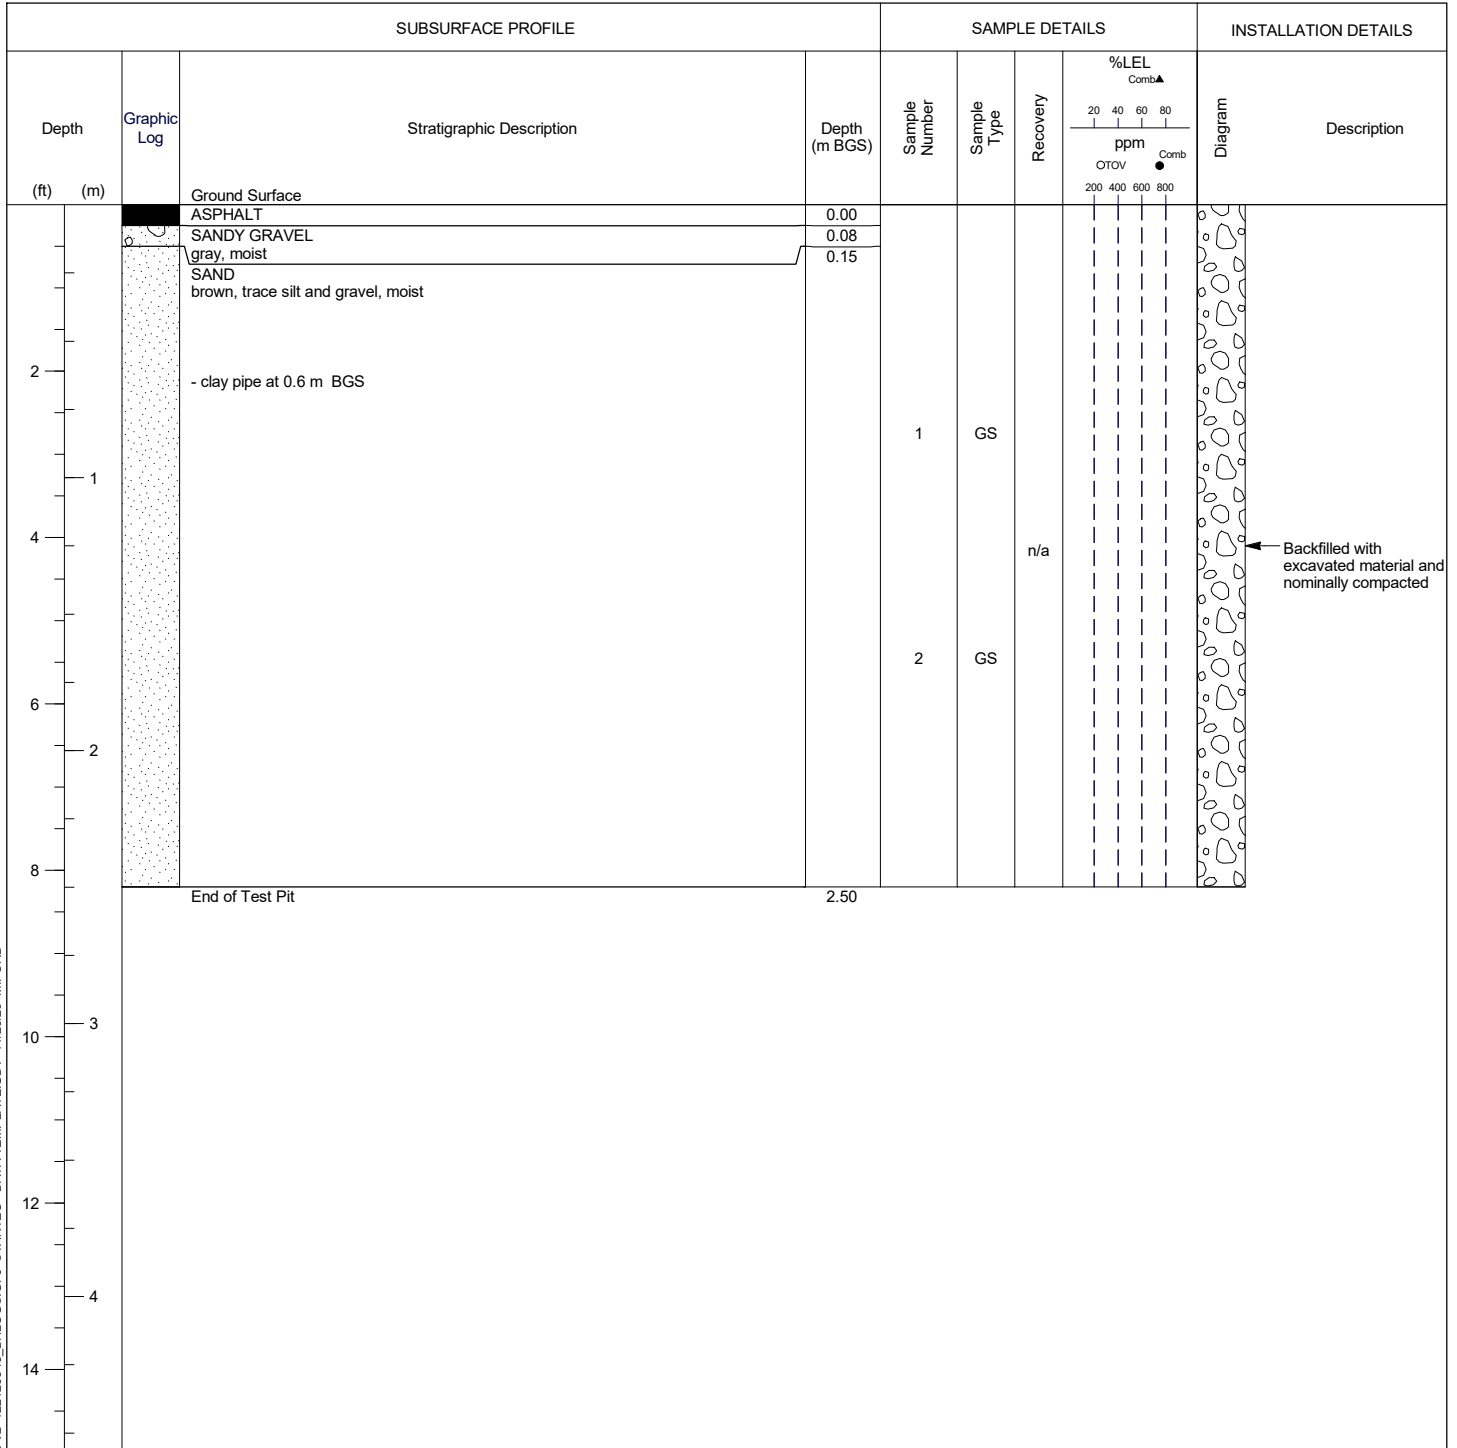 SUBSURFACE PROFILE
SAMPLE DETAILS
INSTALLATION DETAILS
Depth
(ft) (m)
Graphic
Log
Stratigraphic Description
Depth
(m BGS)
Sample
Number
Sample
Type
Recovery
%LEL
Comb▲
20 40 60 80
ppm
OTOV ● Comb
200 400 600 800
Diagram
Description
Ground Surface
ASPHALT 0.00
SANDY GRAVEL 0.08
gray, moist
0.15
SAND
brown, trace silt and gravel, moist
2
- clay pipe at 0.6 m BGS
1 GS
1
4
n/a
Backfilled with
excavated material and
nominally compacted
2 GS
6
2
8
End of Test Pit 2.50
3
10
12
4
14